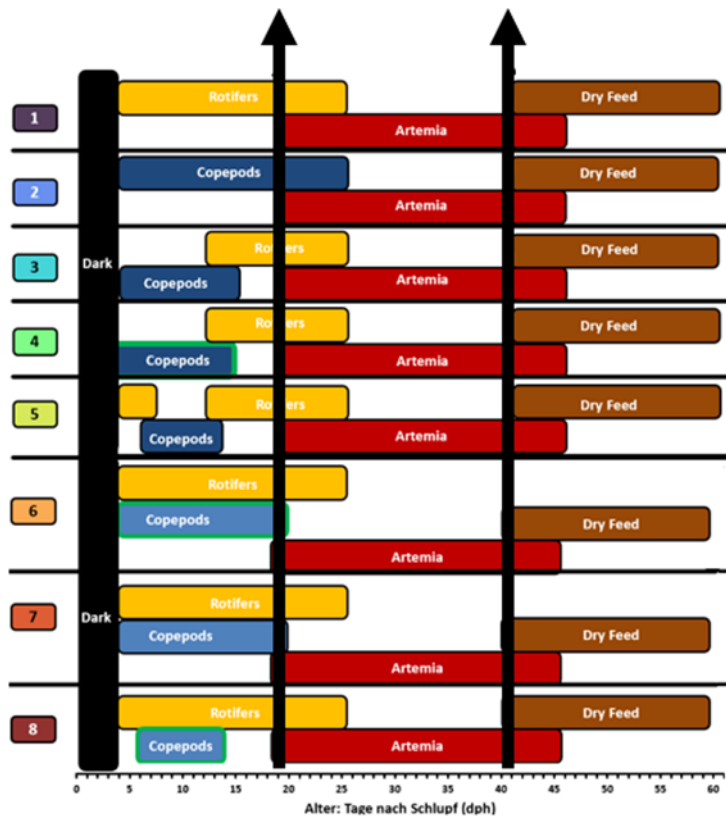 Rotifers
Dry Feed
1
Artemia
Copepods
Dry Feed
2
Artemia
Dark
Rotifers
Dry Feed
3
Copepods
Artemia
Rotifers
Dry Feed
4
Copepods
Artemia
Rotifers
Dry Feed
5
Copepods
Artemia
Rotifers
6
Copepods
Dry Feed
Artemia
Dark
Rotifers
7
Copepods
Dry Feed
Artemia
Rotifers
Dry Feed
8
Copepods
Artemia
0 5 10 15 20 25 30 35 40 45 50 55 60
Alter: Tage nach Schlupf (dph)